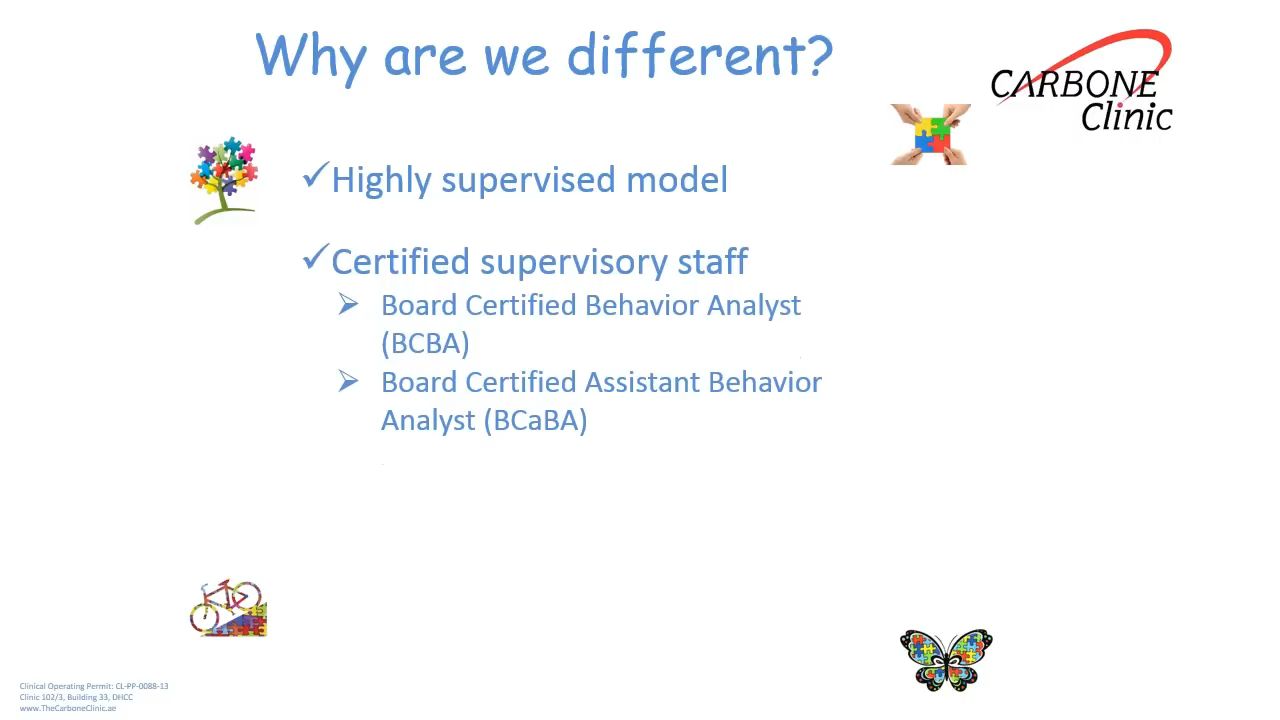 Why are we different?
CARBONE
Clinic
✓Highly supervised model
✓Certified supervisory staff
➢ Board Certified Behavior Analyst
(BCBA)
➢ Board Certified Assistant Behavior
Analyst (BCaBA)
Clinical Operating Permit: CL-PP-0088-13
Clinic 102/3, Building 33, DHCC
www.TheCarboneClinic.ae